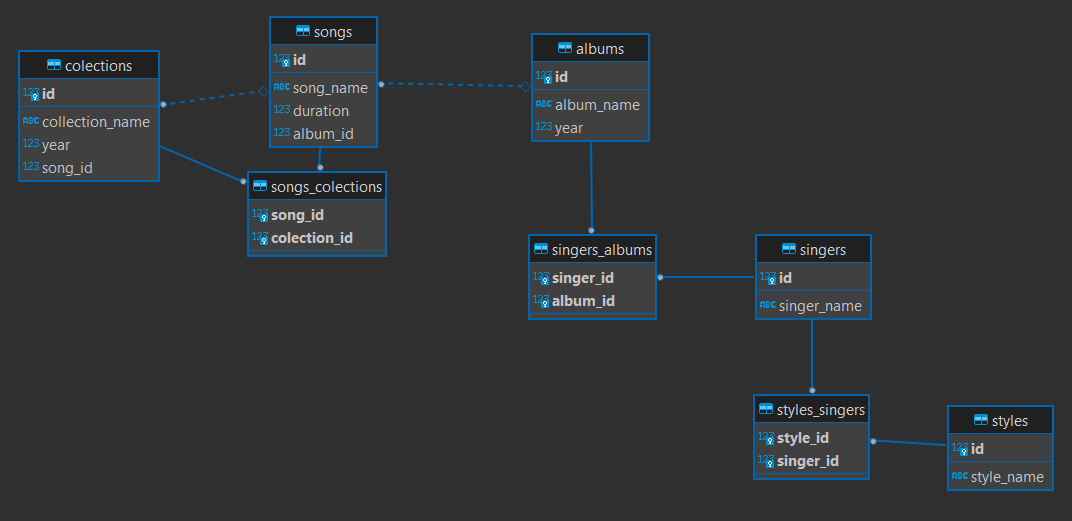 colections
123 id
ABC collection_name
123 year
123 song_id
songs
123 id
ABC song_name
123 duration
123 album_id
songs_colections
123 song_id
123 colection_id
albums
123 id
ABC album_name
123 year
singers_albums
123 singer_id
123 album_id
singers
123 id
ABC singer_name
styles_singers
123 style_id
123 singer_id
styles
123 id
ABC style_name